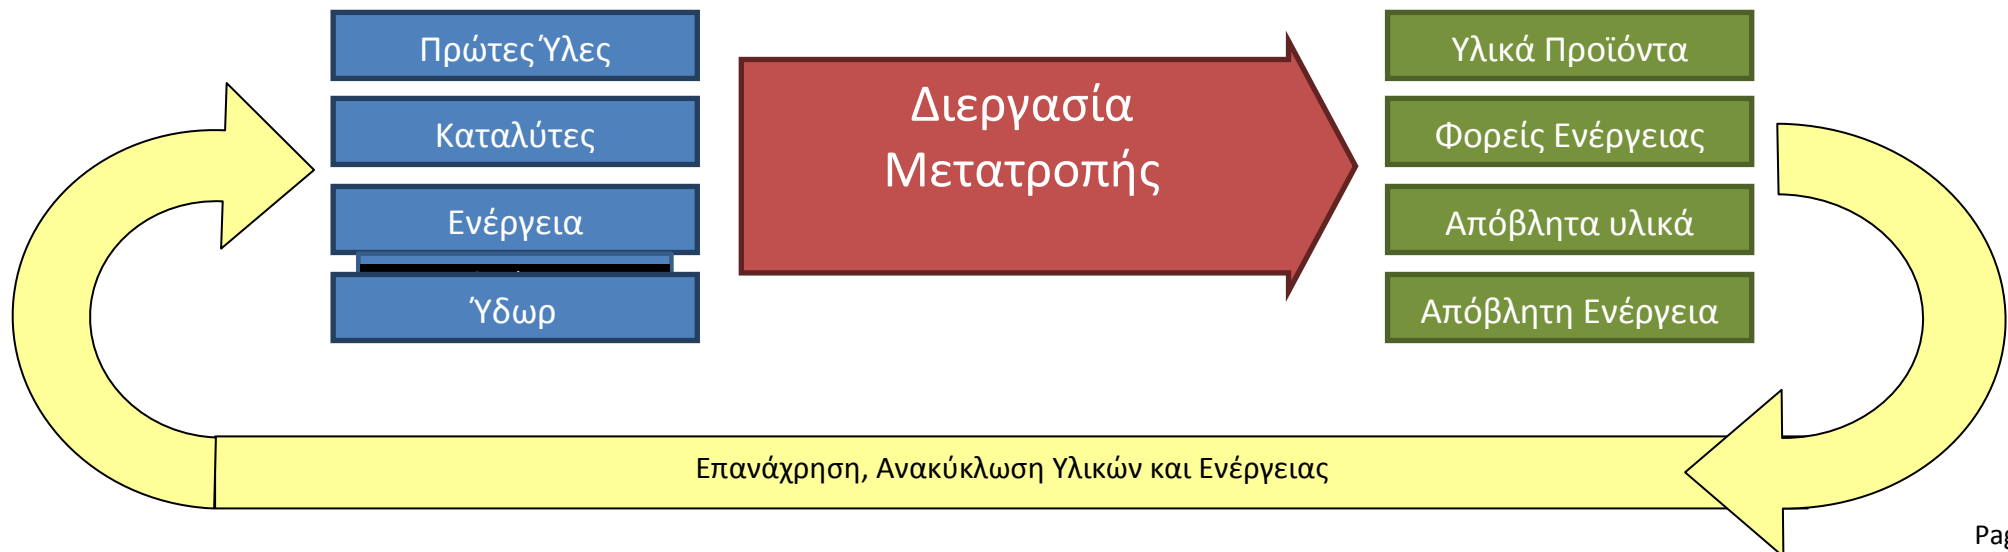 Πρώτες Ύλες
Καταλύτες
Ενέργεια
Ύδωρ
Διεργασία
Μετατροπής
Υλικά Προϊόντα
Φορείς Ενέργειας
Απόβλητα υλικά
Απόβλητη Ενέργεια
Επανάχρηση, Ανακύκλωση Υλικών και Ενέργειας